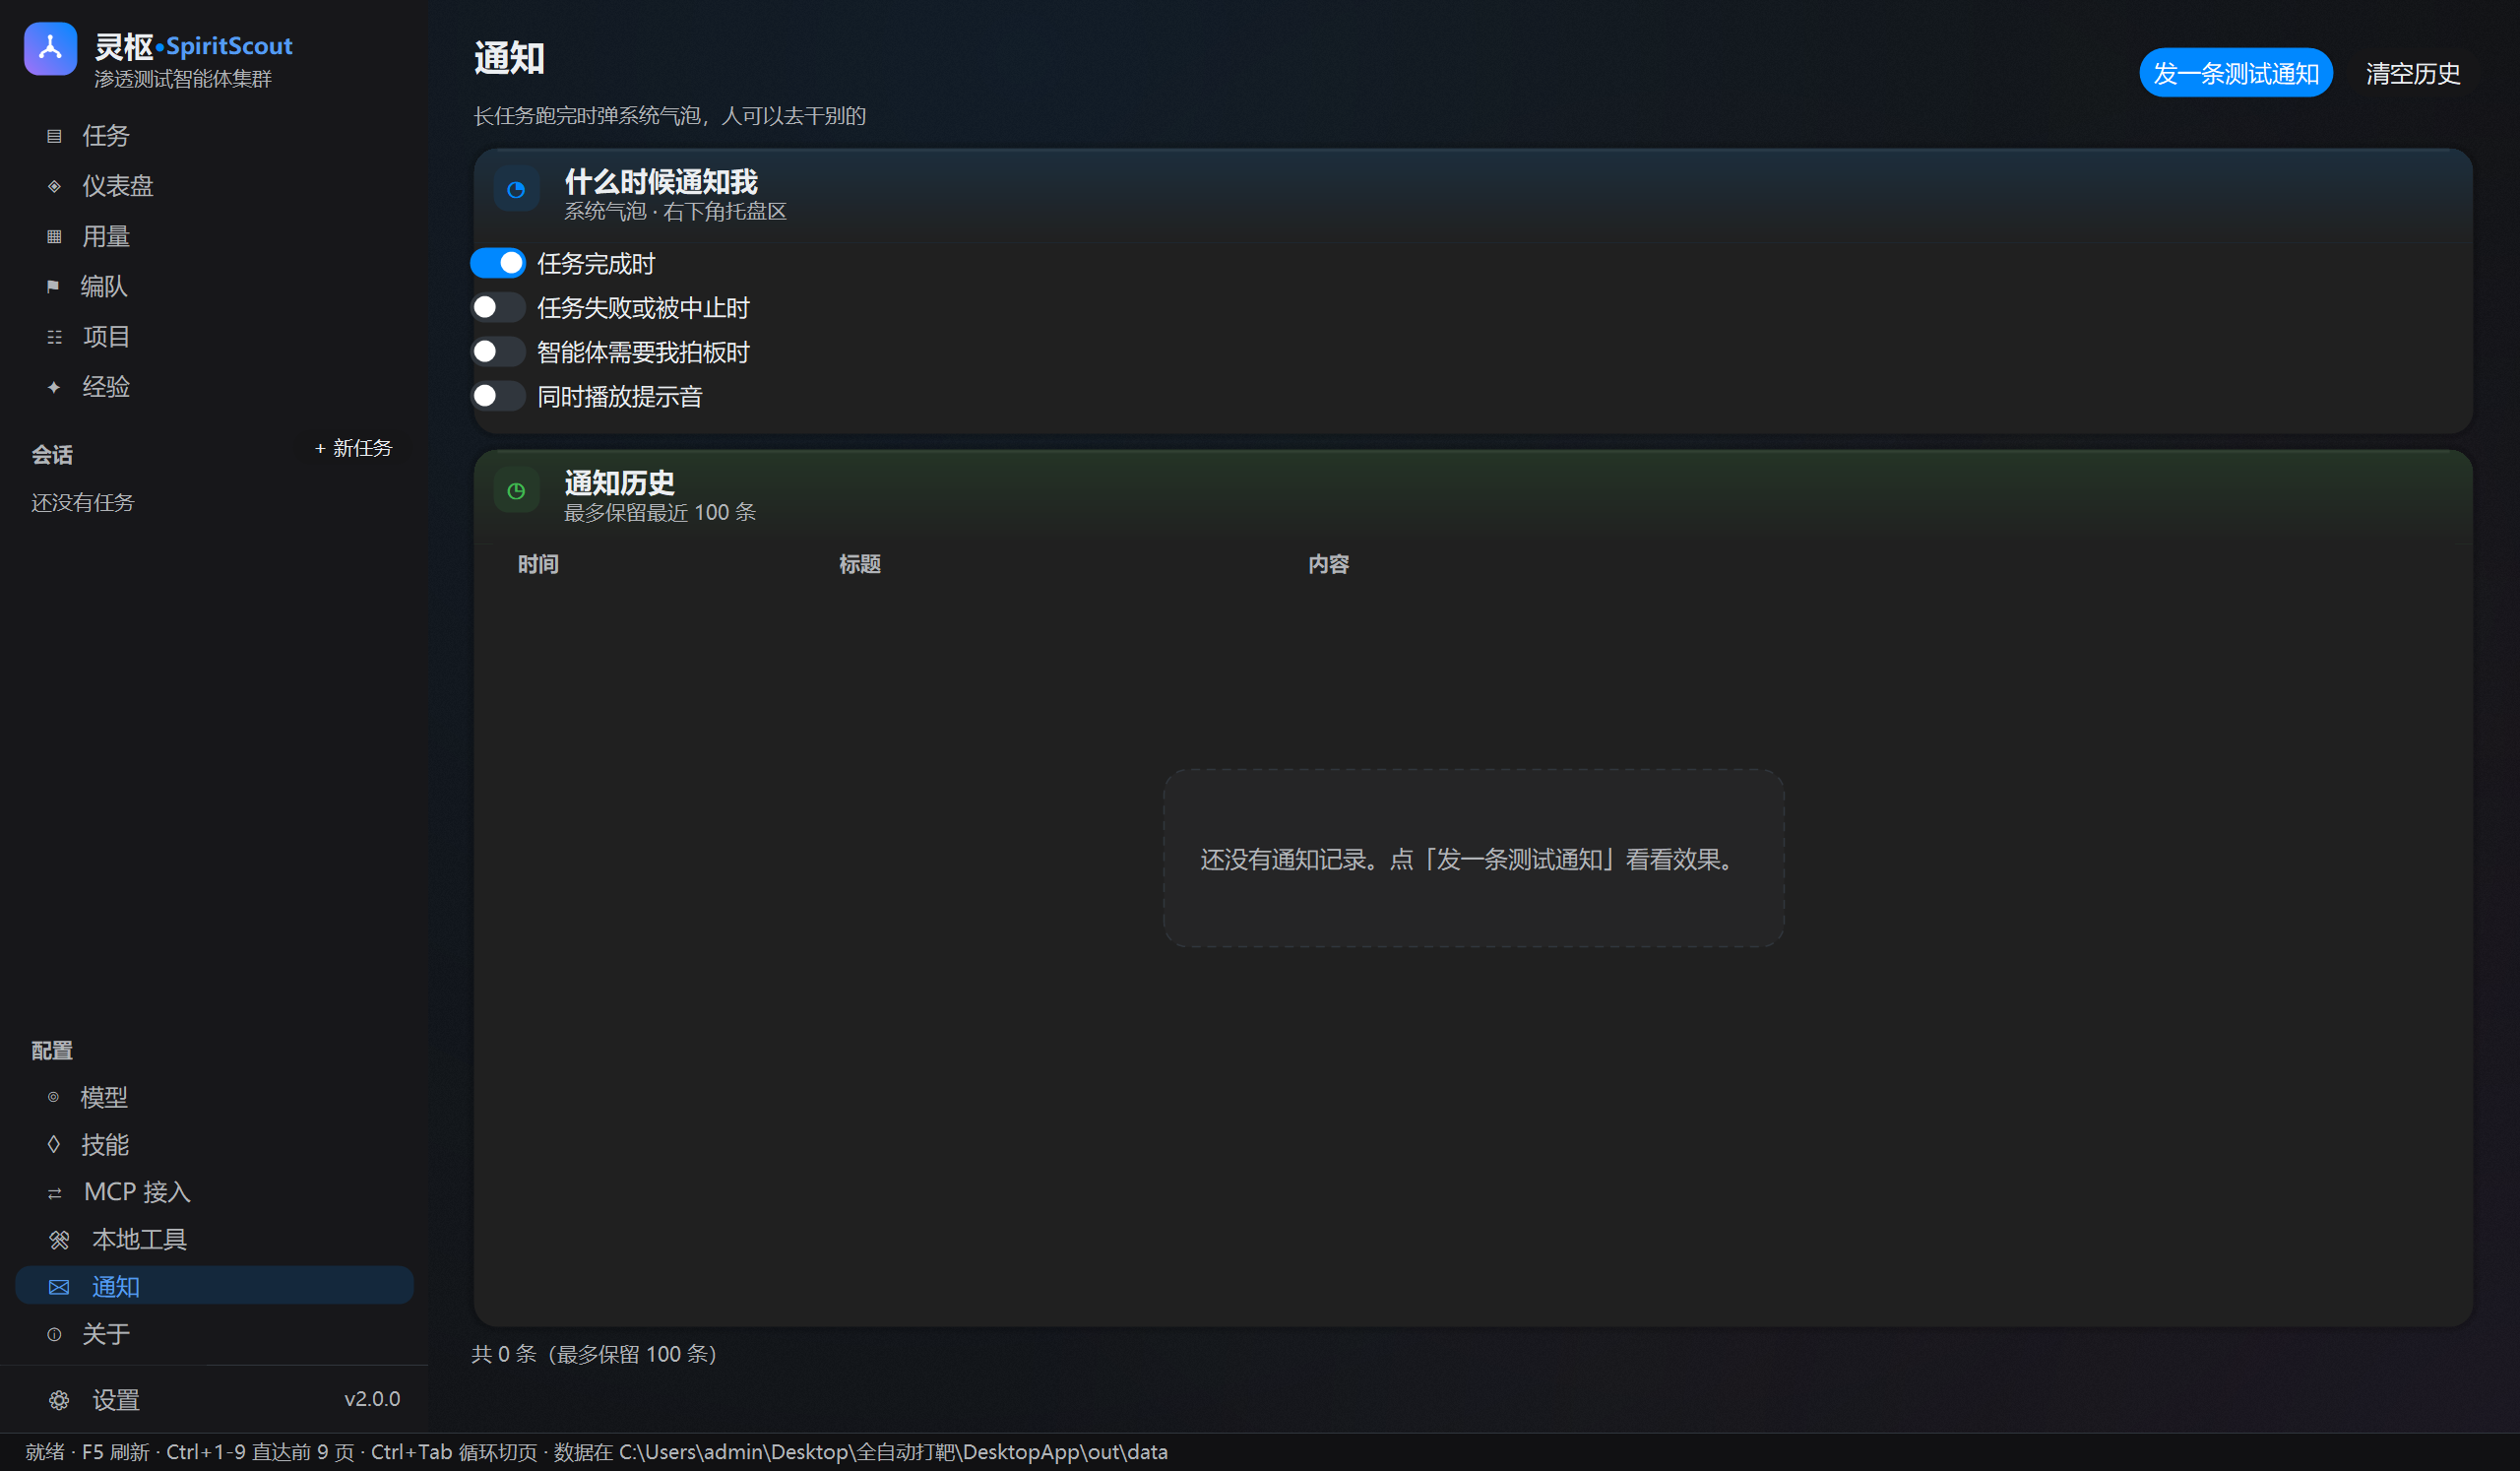 灵枢•SpiritScout
渗透测试智能体集群
任务
仪表盘
用量
编队
项目
经验
会话
+ 新任务
还没有任务
配置
模型
技能
MCP 接入
本地工具
通知
关于
设置
v2.0.0
通知
长任务跑完时弹系统气泡，人可以去干别的
发一条测试通知
清空历史
什么时候通知我
系统气泡 · 右下角托盘区
任务完成时
任务失败或被中止时
智能体需要我拍板时
同时播放提示音
通知历史
最多保留最近 100 条
时间 标题 内容
还没有通知记录。点「发一条测试通知」看看效果。
共 0 条（最多保留 100 条）
就绪 · F5 刷新 · Ctrl+1-9 直达前 9 页 · Ctrl+Tab 循环切页 · 数据在 C:\Users\admin\Desktop\全自动打靶\DesktopApp\out\data